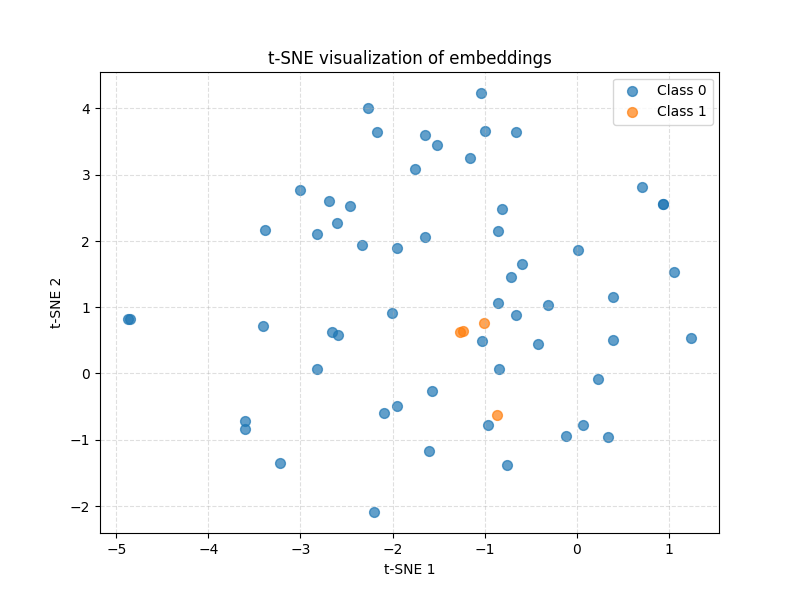 t-SNE visualization of embeddings
Class 0
Class 1
4
3
2
1
0
−1
−2
t-SNE 2
−5
−4
−3
−2
−1
0
1
t-SNE 1